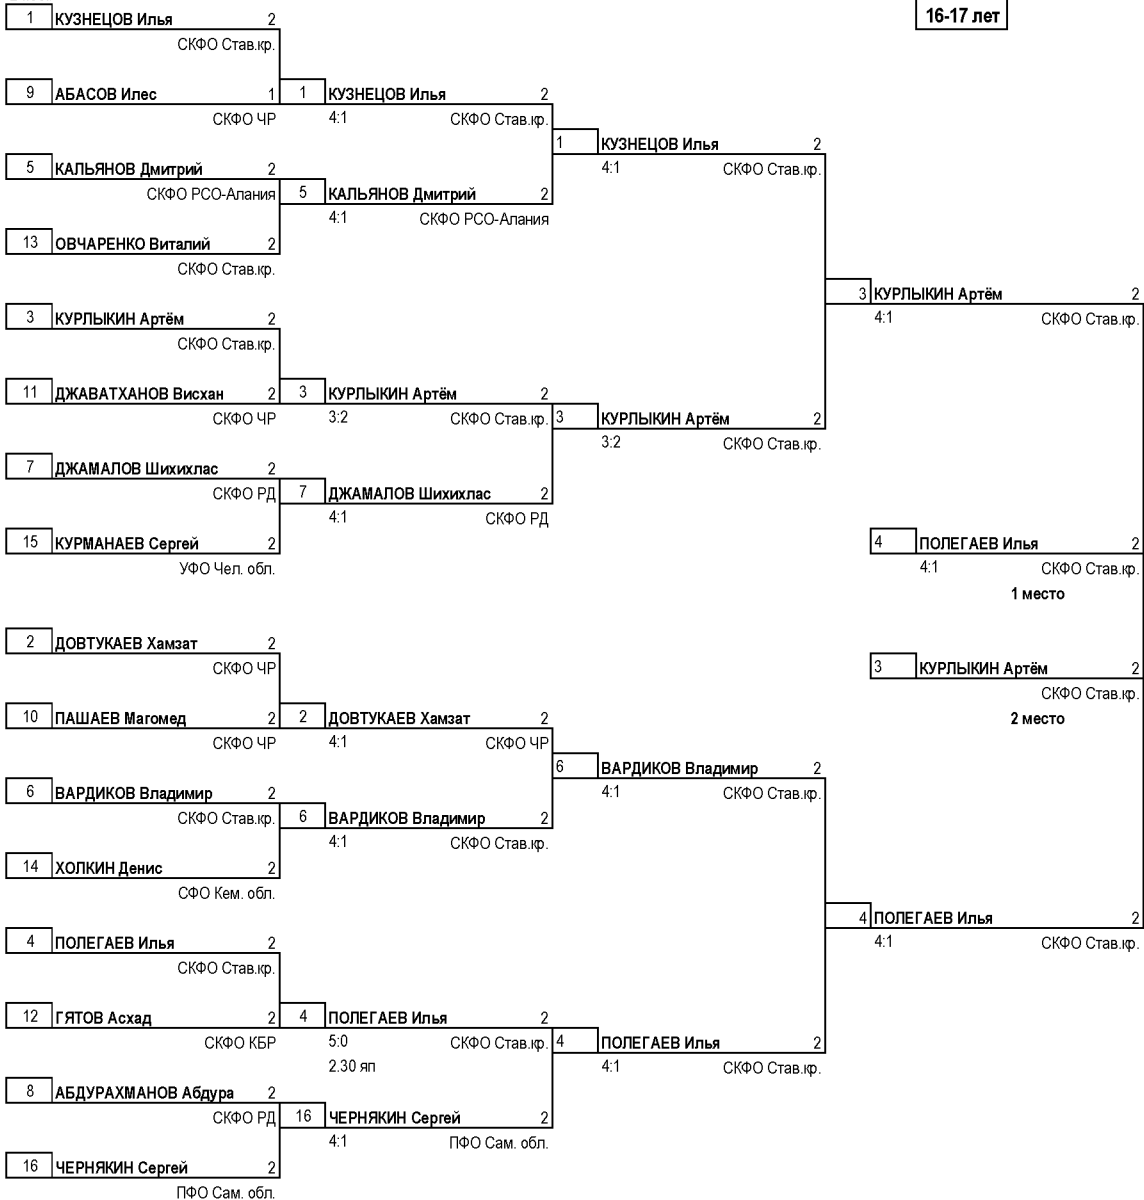 16-17 лет
1 КУЗНЕЦОВ Илья 2
СКФО Став.кр.
9 АБАСОВ Илес 1
СКФО ЧР
5 КАЛЬЯНОВ Дмитрий 2
СКФО РСО-Алания
13 ОВЧАРЕНКО Виталий 2
СКФО Став.кр.
3 КУРЛЫКИН Артём 2
СКФО Став.кр.
11 ДЖАВАТХАНОВ Висхан 2
СКФО ЧР
7 ДЖАМАЛОВ Шихихлас 2
СКФО РД
15 КУРМАНАЕВ Сергей 2
УФО Чел. обл.
2 ДОВТУКАЕВ Хамзат 2
СКФО ЧР
10 ПАШАЕВ Магомед 2
СКФО ЧР
6 ВАРДИКОВ Владимир 2
СКФО Став.кр.
14 ХОЛКИН Денис 2
СФО Кем. обл.
4 ПОЛЕГАЕВ Илья 2
СКФО Став.кр.
12 ГЯТОВ Асхад 2
СКФО КБР
8 АБДУРАХМАНОВ Абдура 2
СКФО РД
16 ЧЕРНЯКИН Сергей 2
ПФО Сам. обл.
1 КУЗНЕЦОВ Илья 2
4:1 СКФО Став.кр.
5 КАЛЬЯНОВ Дмитрий 2
4:1 СКФО РСО-Алания
3 КУРЛЫКИН Артём 2
3:2 СКФО Став.кр.
7 ДЖАМАЛОВ Шихихлас 2
4:1 СКФО РД
2 ДОВТУКАЕВ Хамзат 2
4:1 СКФО ЧР
6 ВАРДИКОВ Владимир 2
4:1 СКФО Став.кр.
4 ПОЛЕГАЕВ Илья 2
5:0 СКФО Став.кр.
2.30 яп
16 ЧЕРНЯКИН Сергей 2
4:1 ПФО Сам. обл.
1 КУЗНЕЦОВ Илья 2
4:1 СКФО Став.кр.
3 КУРЛЫКИН Артём 2
3:2 СКФО Став.кр.
6 ВАРДИКОВ Владимир 2
4:1 СКФО Став.кр.
4 ПОЛЕГАЕВ Илья 2
4:1 СКФО Став.кр.
3 КУРЛЫКИН Артём 2
4:1 СКФО Став.кр.
4 ПОЛЕГАЕВ Илья 2
4:1 СКФО Став.кр.
1 место
3 КУРЛЫКИН Артём 2
СКФО Став.кр.
2 место
4 ПОЛЕГАЕВ Илья 2
4:1 СКФО Став.кр.